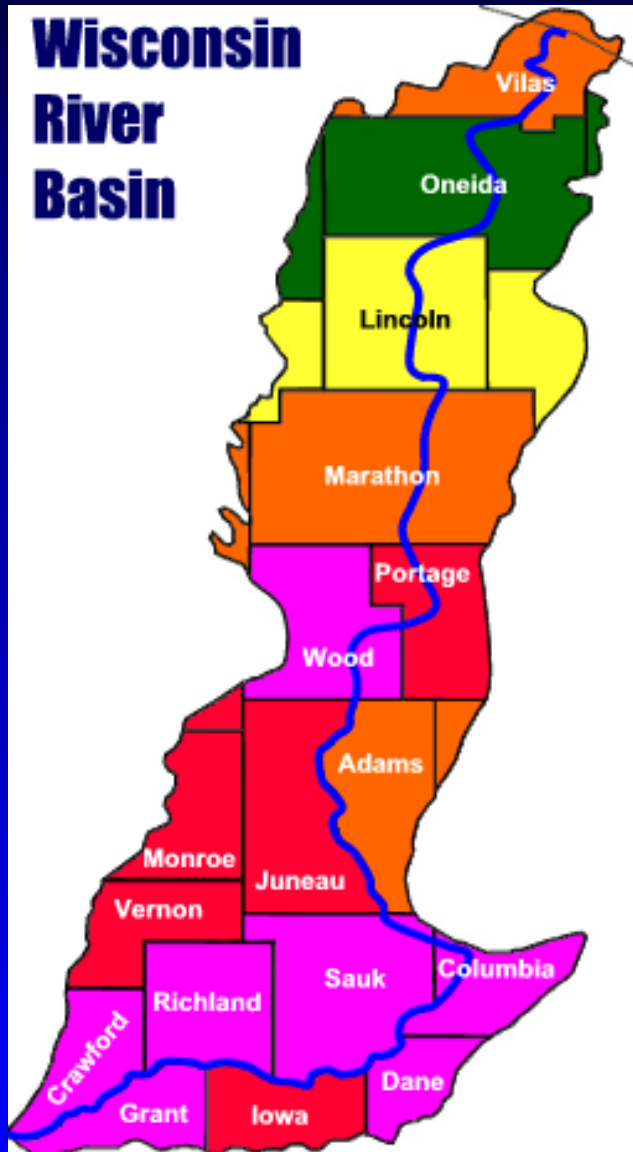 Wisconsin
River
Basin
Vilas
Oneida
Lincoln
Marathon
Portage
Wood
Adams
Monroe
Juneau
Vernon
Columbia
Sauk
Richland
Crawford
Dane
Grant
Iowa